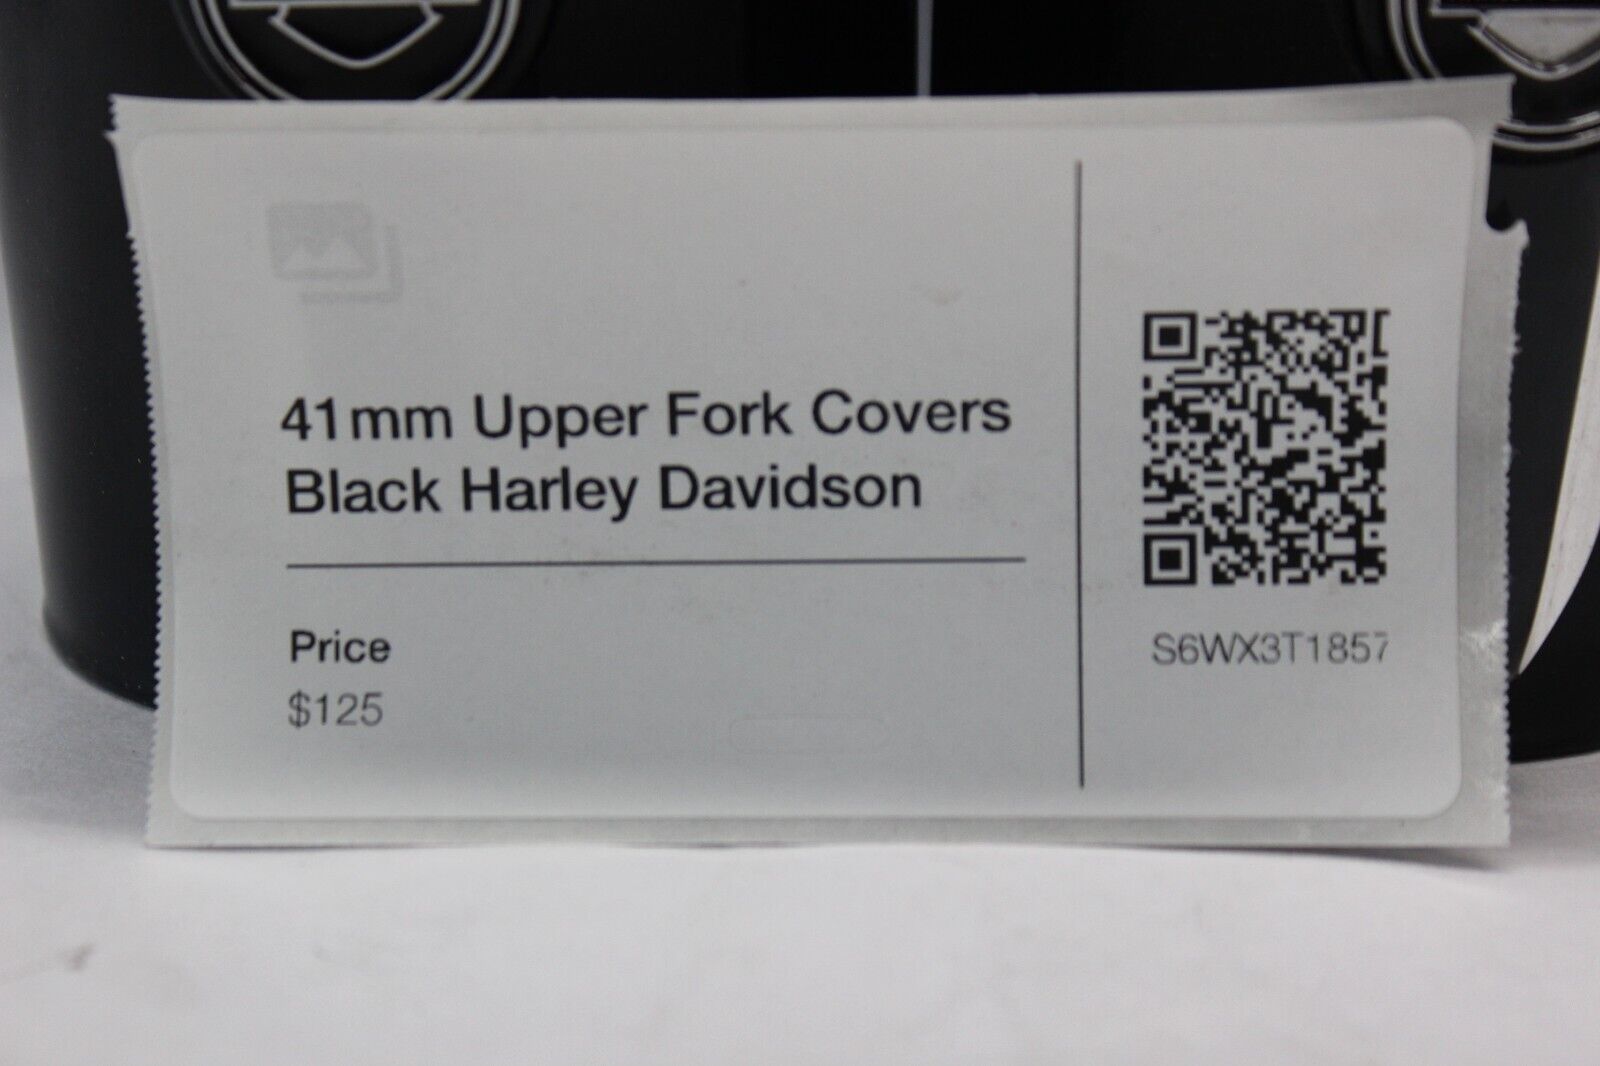 41mm Upper Fork Covers
Black Harley Davidson
Price
$125
S6WX3T1857